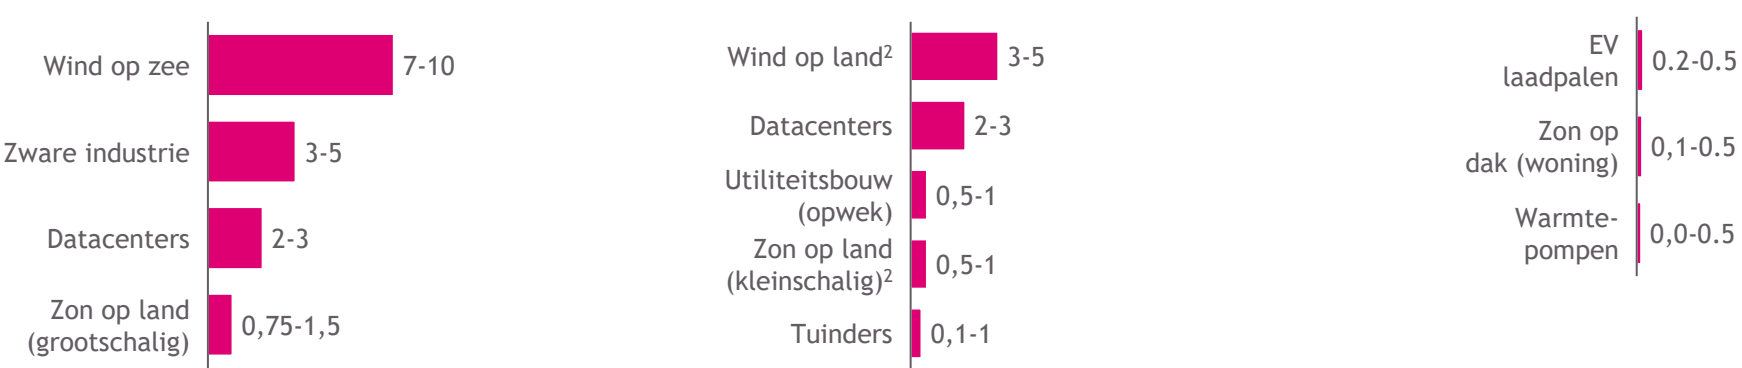 Wind op zee
7-10
Zware industrie
3-5
Datacenters
2-3
Zon op land
(grootschalig)
0,75-1,5
Wind op land²
3-5
Datacenters
2-3
Utiliteitsbouw
(opwek)
0,5-1
Zon op land
(kleinschalig)²
0,5-1
Tuinders
0,1-1
EV
laadpalen
0.2-0.5
Zon op
dak (woning)
0,1-0.5
Warmte-
pompen
0,0-0.5